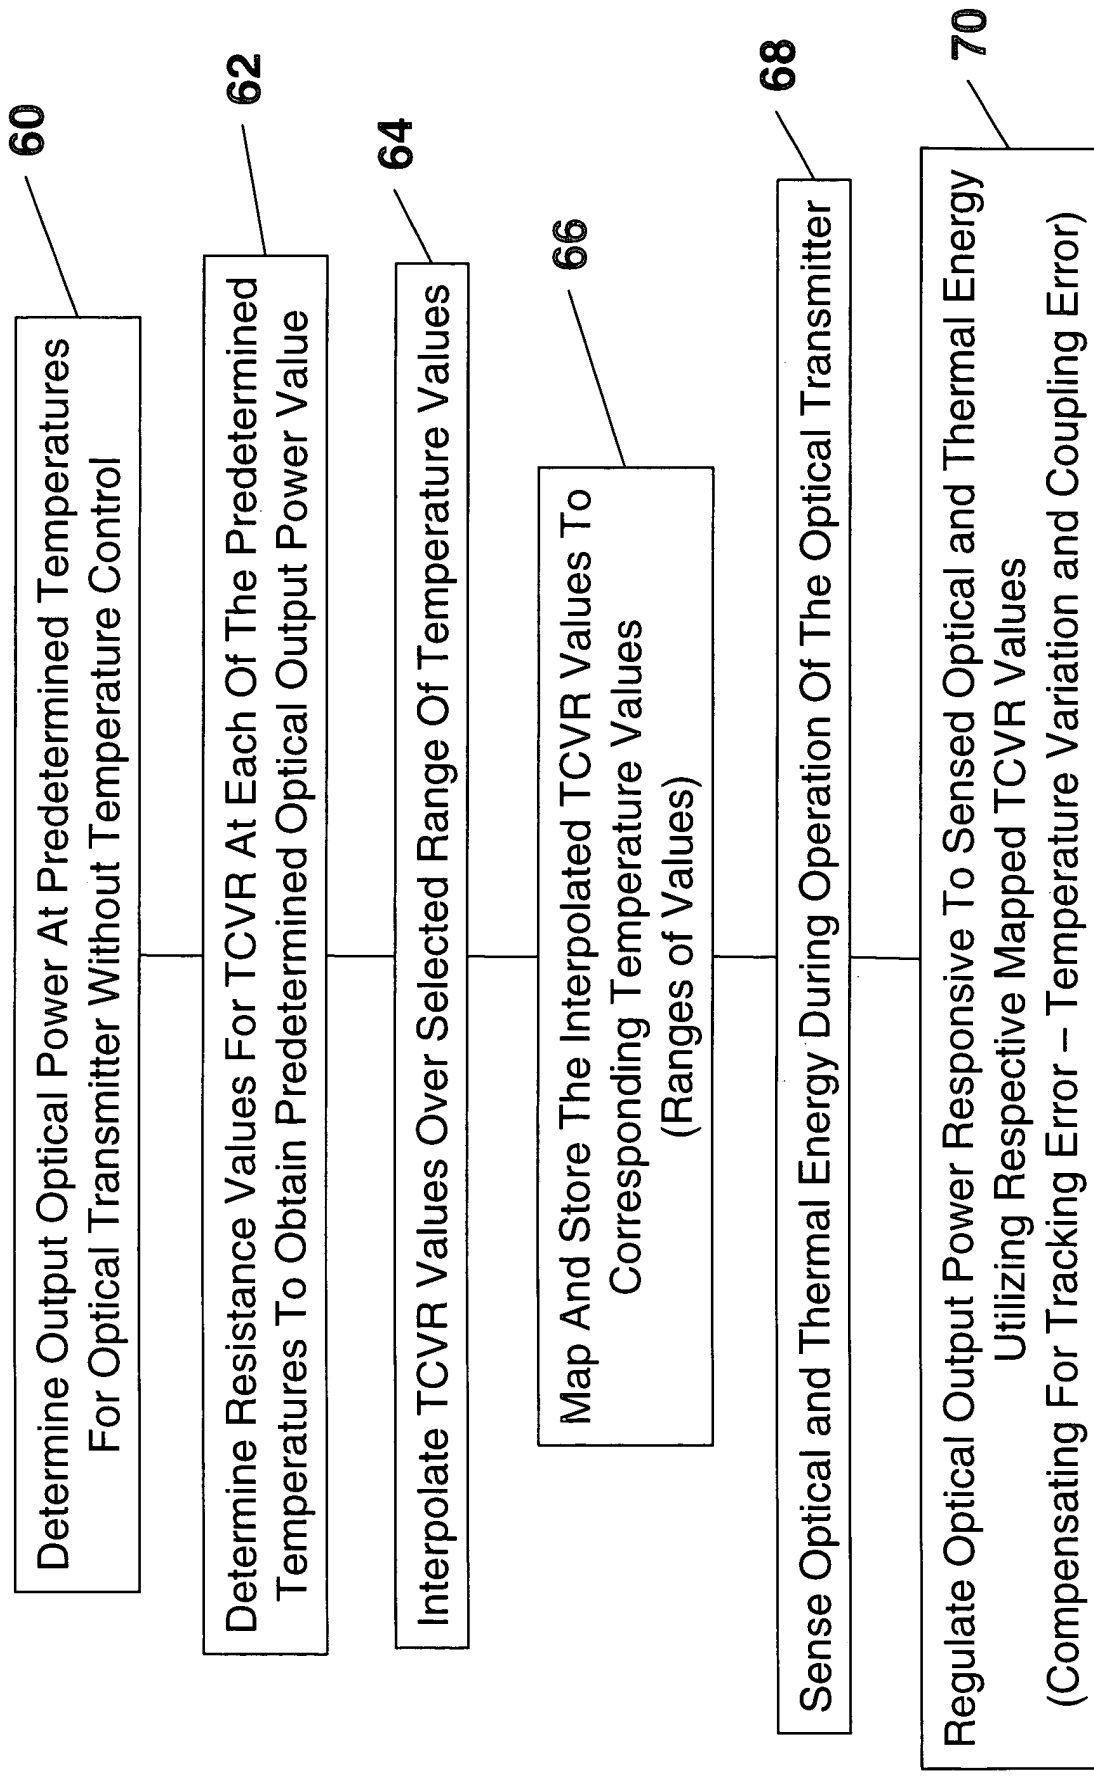 60
Determine Output Optical Power At Predetermined Temperatures
For Optical Transmitter Without Temperature Control
62
Determine Resistance Values For TCVR At Each Of The Predetermined
Temperatures To Obtain Predetermined Optical Output Power Value
64
Interpolate TCVR Values Over Selected Range Of Temperature Values
66
Map And Store The Interpolated TCVR Values To
Corresponding Temperature Values
(Ranges of Values)
68
Sense Optical and Thermal Energy During Operation Of The Optical Transmitter
70
Regulate Optical Output Power Responsive To Sensed Optical and Thermal Energy
Utilizing Respective Mapped TCVR Values
(Compensating For Tracking Error – Temperature Variation and Coupling Error)